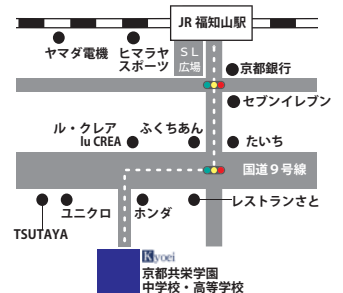 JR 福知山駅
ヤマダ電機
ヒマラヤ
スポーツ
ＳＬ
広場
京都銀行
セブンイレブン
ル・クレア
lu CREA
ふくちあん
たいち
国道９号線
ユニクロ
ホンダ
レストランさと
TSUTAYA
Kyoei
京都共栄学園
中学校・高等学校